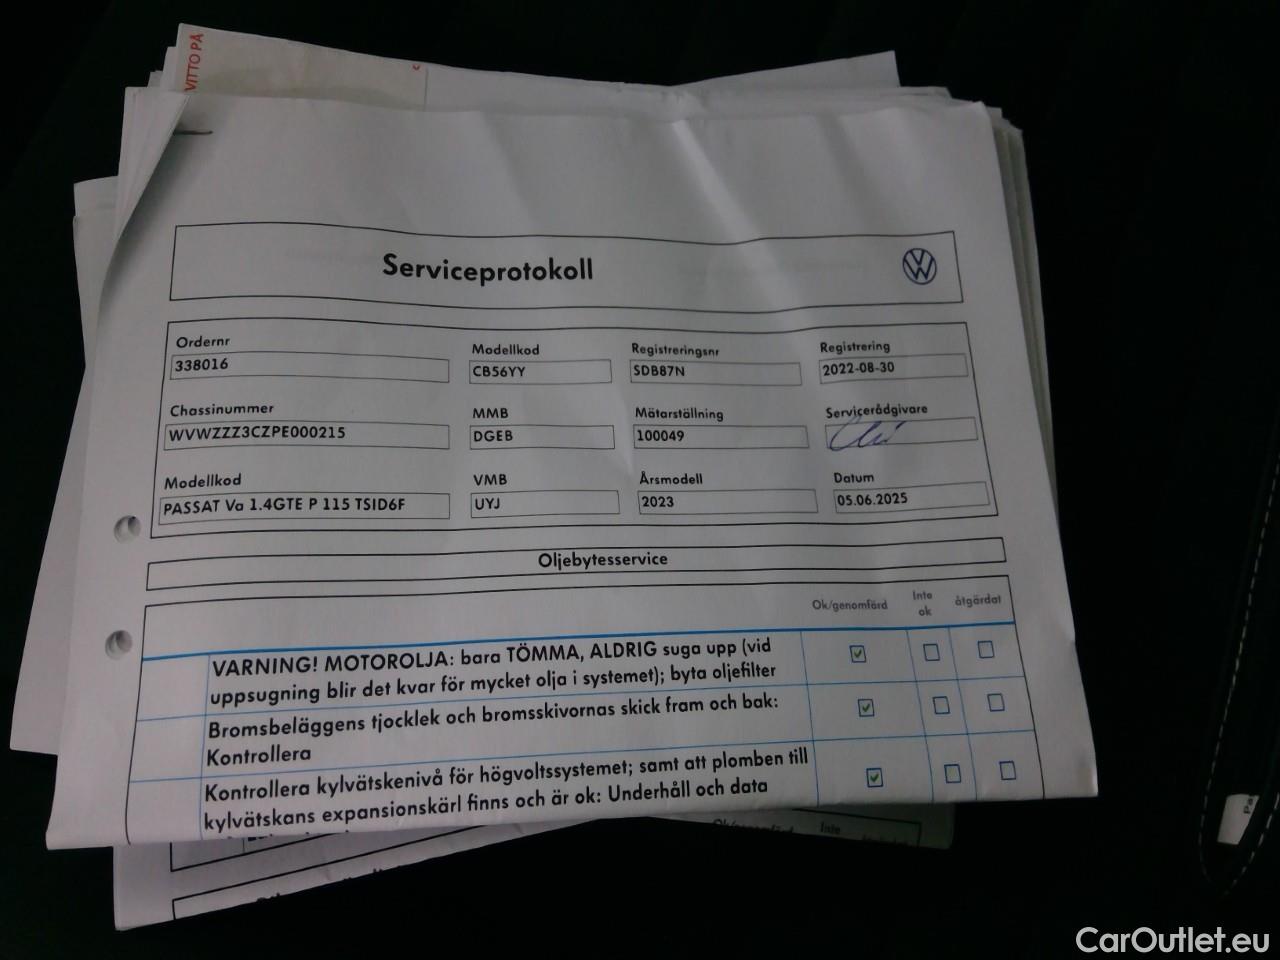 VITTO PÅ
Serviceprotokoll
Ordernr
338016
Modellkod
CB56YY
Registreringsnr
SDB87N
Registrering
2022-08-30
Chassinummer
WVWZZZ3CZPE000215
MMB
DGEB
Mätarställning
100049
Servicerådgivare
Modellkod
PASSAT Va 1.4GTE P 115 TSID6F
VMB
UYJ
Årsmodell
2023
Datum
05.06.2025
Oljebytesservice
Ok/genomförd
Inte
ok
åtgärdat
VARNING! MOTOROLJA: bara TÖMMA, ALDRIG suga upp (vid
uppsugning blir det kvar för mycket olja i systemet); byta oljefilter
Bromsbeläggens tjocklek och bromsskivornas skick fram och bak:
Kontrollera
Kontrollera kylvätskenivå för högvoltssystemet; samt att plomben till
kylvätskans expansionskärl finns och är ok: Underhåll och data
Ok/genomförd
Inte
CarOutlet.eu